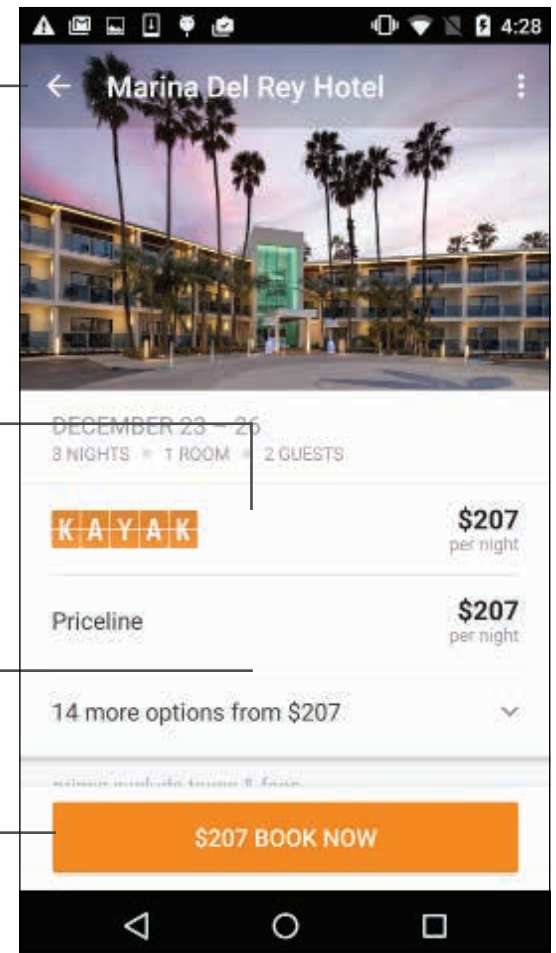 4:28
Marina Del Rey Hotel
DECEMBER 23 – 26
3 NIGHTS • 1 ROOM • 2 GUESTS
KAYAK
$207
per night
Priceline
$207
per night
14 more options from $207
$207 BOOK NOW